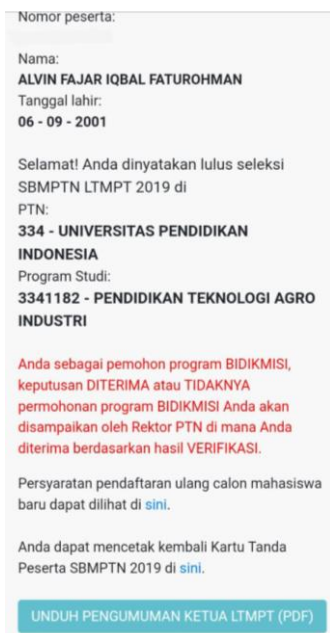 Nomor peserta:
Nama:
ALVIN FAJAR IQBAL FATUROHMAN
Tanggal lahir:
06 - 09 - 2001
Selamat! Anda dinyatakan lulus seleksi
SBMPTN LTMPT 2019 di
PTN:
334 - UNIVERSITAS PENDIDIKAN
INDONESIA
Program Studi:
3341182 - PENDIDIKAN TEKNOLOGI AGRO
INDUSTRI
Anda sebagai pemohon program BIDIKMISI,
keputusan DITERIMA atau TIDAKNYA
permohonan program BIDIKMISI Anda akan
disampaikan oleh Rektor PTN di mana Anda
diterima berdasarkan hasil VERIFIKASI.
Persyaratan pendaftaran ulang calon mahasiswa
baru dapat dilihat di sini.
Anda dapat mencetak kembali Kartu Tanda
Peserta SBMPTN 2019 di sini.
UNDUH PENGUMUMAN KETUA LTMPT (PDF)